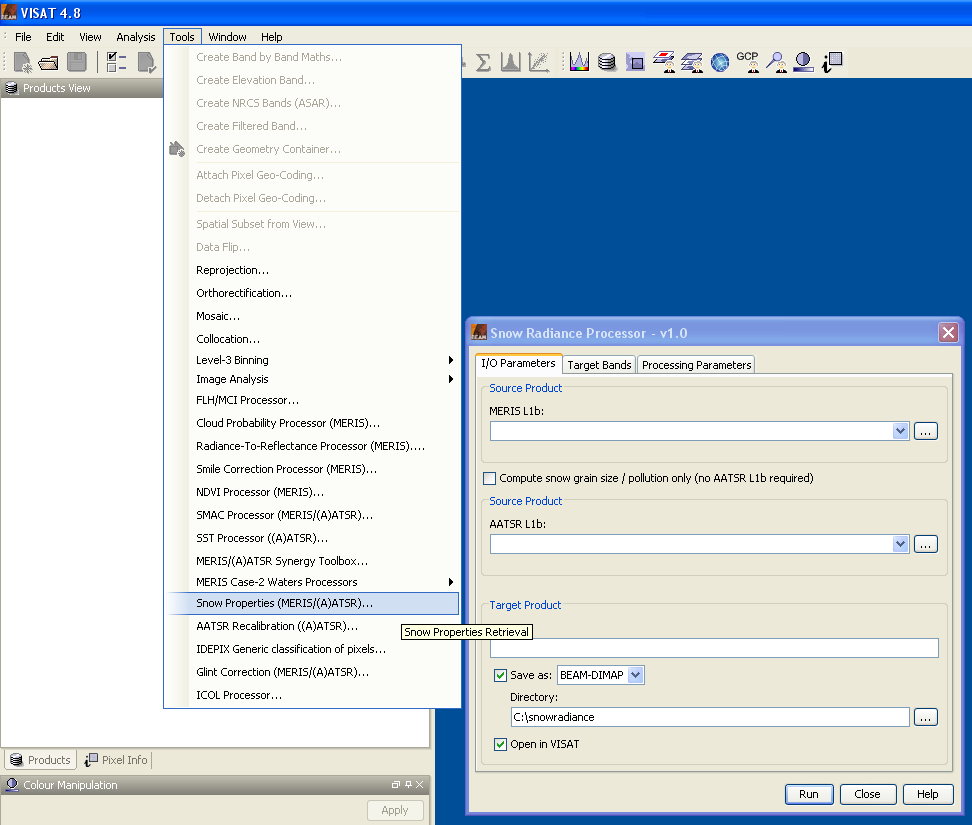 VISAT 4.8
File Edit View Analysis Tools Window Help
GCP
Products View
Create Band by Band Maths...
Create Elevation Band...
Create NRCS Bands (ASAR)...
Create Filtered Band...
Create Geometry Container...
Attach Pixel Geo-Coding...
Detach Pixel Geo-Coding...
Spatial Subset from View...
Data Flip...
Reprojection...
Orthorectification...
Mosaic...
Collocation...
Level-3 Binning
Image Analysis
FLH/MCI Processor...
Cloud Probability Processor (MERIS)...
Radiance-To-Reflectance Processor (MERIS)....
Smile Correction Processor (MERIS)...
NDVI Processor (MERIS)...
SMAC Processor (MERIS/(A)ATSR)...
SST Processor ((A)ATSR)...
MERIS/(A)ATSR Synergy Toolbox...
MERIS Case-2 Waters Processors
Snow Properties (MERIS/(A)ATSR)...
AATSR Recalibration ((A)ATSR)...
Snow Properties Retrieval
IDEPIX Generic classification of pixels...
Glint Correction (MERIS/(A)ATSR)...
ICOL Processor...
Snow Radiance Processor - v1.0
I/O Parameters Target Bands Processing Parameters
Source Product
MERIS L1b:
...
Compute snow grain size / pollution only (no AATSR L1b required)
Source Product
AATSR L1b:
...
Target Product
Save as: BEAM-DIMAP
Directory:
C:\snowradiance ...
Open in VISAT
Run Close Help
Products Pixel Info
Colour Manipulation
Apply